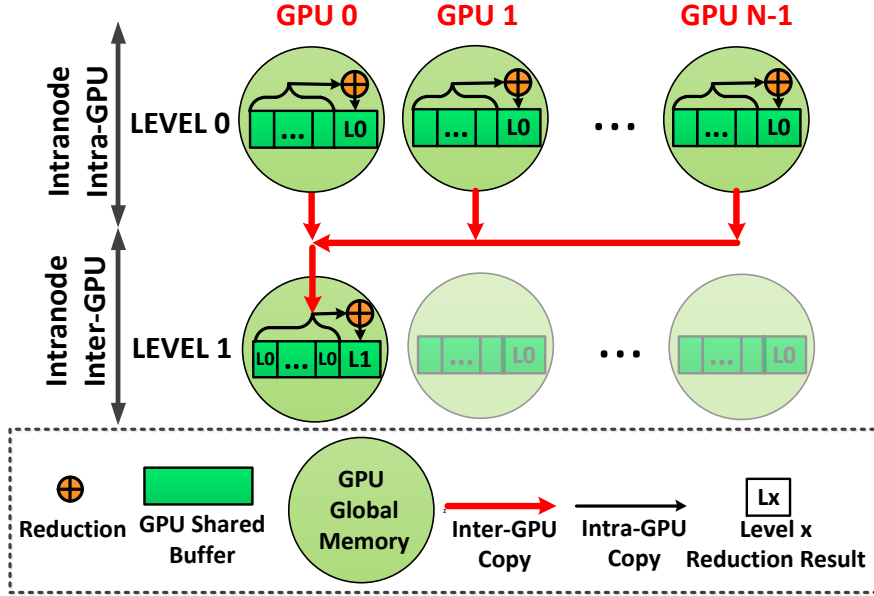 GPU 0 GPU 1 GPU N-1
Intranode
Intra-GPU
LEVEL 0
... L0 ... L0 ... ... L0
Intranode
Inter-GPU
LEVEL 1
L0 ... L0 L1 ... L0 ... ... L0
Reduction
GPU Shared
Buffer
GPU
Global
Memory
z
Inter-GPU
Copy
Intra-GPU
Copy
Lx
Level x
Reduction Result